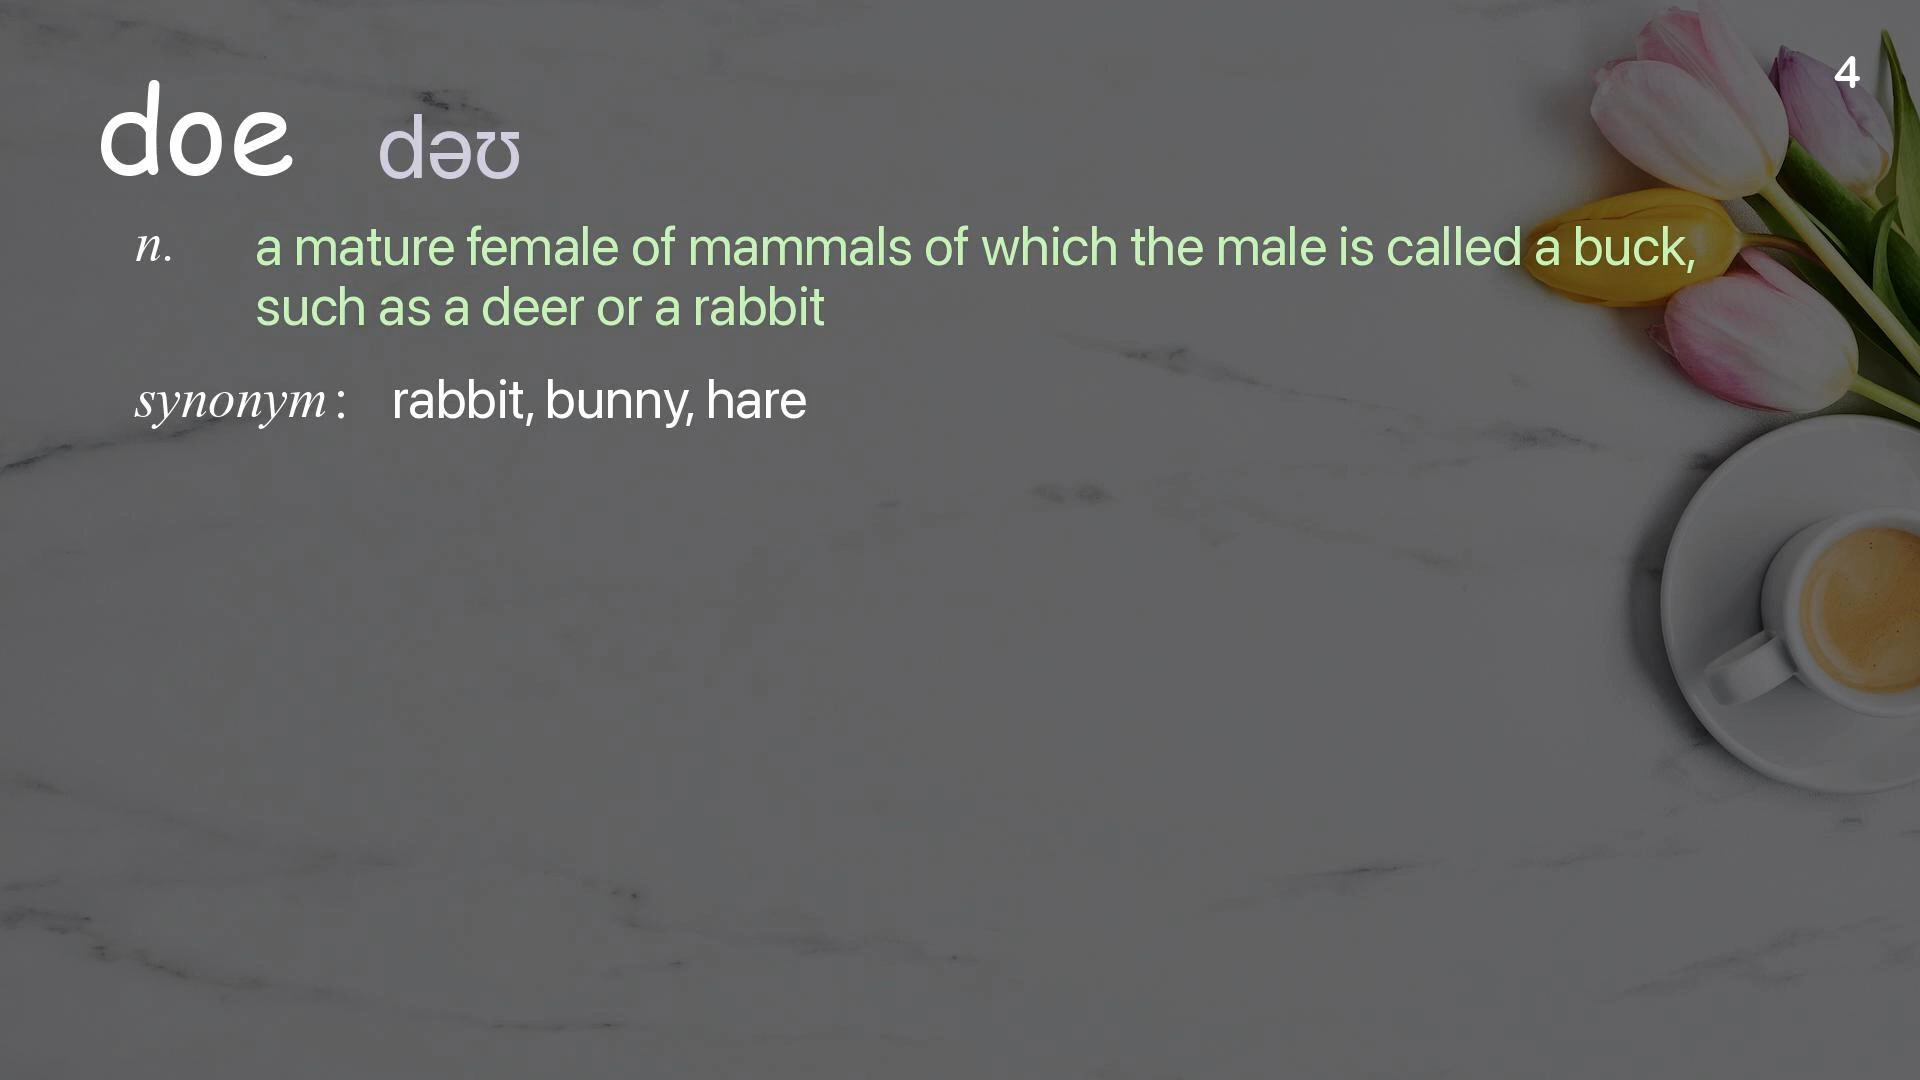 4
doe dəʊ
n. a mature female of mammals of which the male is called a buck,
such as a deer or a rabbit
synonym : rabbit, bunny, hare